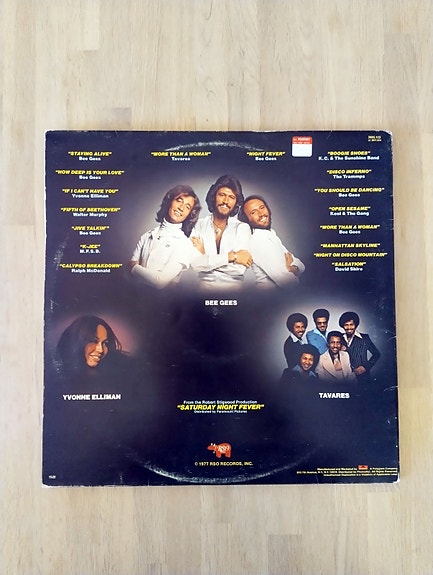 "STAYING ALIVE"
Bee Gees
"MORE THAN A WOMAN"
Tavares
"NIGHT FEVER"
Bee Gees
"BOOGIE SHOES"
K.C. & The Sunshine Band
"HOW DEEP IS YOUR LOVE"
Bee Gees
"DISCO INFERNO"
The Trammps
"IF I CAN'T HAVE YOU"
Yvonne Elliman
"YOU SHOULD BE DANCING"
Bee Gees
"FIFTH OF BEETHOVEN"
Walter Murphy
"OPEN SESAME"
Kool & The Gang
"JIVE TALKIN'"
Bee Gees
"MORE THAN A WOMAN"
Bee Gees
"K-JEE"
M.F.S.B.
"MANHATTAN SKYLINE"
"NIGHT ON DISCO MOUNTAIN"
"CALYPSO BREAKDOWN"
Ralph McDonald
"SALSATION"
David Shire
BEE GEES
YVONNE ELLIMAN
TAVARES
From the Robert Stigwood Production
"SATURDAY NIGHT FEVER"
Distributed by Paramount Pictures
RSO
© 1977 RSO RECORDS, INC.